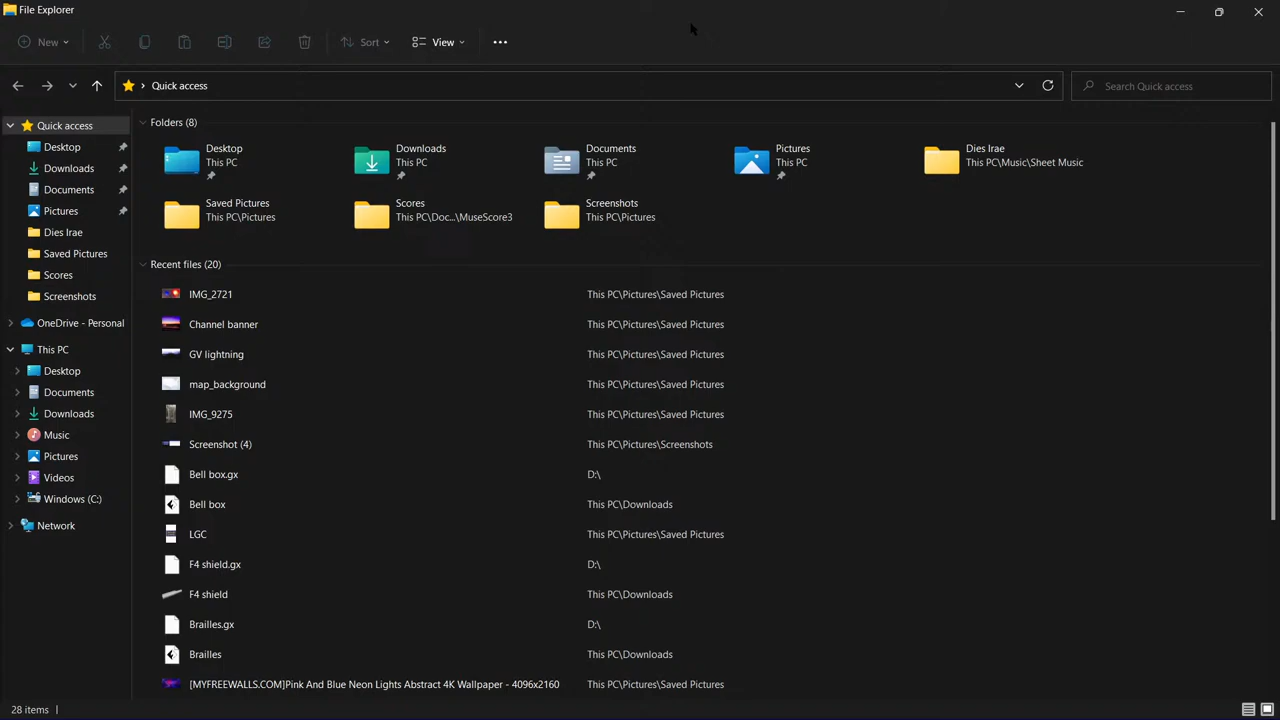 File Explorer
New
Sort
View
Quick access
Search Quick access
Quick access
Desktop
Downloads
Documents
Pictures
Dies Irae
Saved Pictures
Scores
Screenshots
OneDrive - Personal
This PC
Desktop
Documents
Downloads
Music
Pictures
Videos
Windows (C:)
Network
Folders (8)
Desktop
This PC
Downloads
This PC
Documents
This PC
Pictures
This PC
Dies Irae
This PC\Music\Sheet Music
Saved Pictures
This PC\Pictures
Scores
This PC\Doc...\MuseScore3
Screenshots
This PC\Pictures
Recent files (20)
IMG_2721 This PC\Pictures\Saved Pictures
Channel banner This PC\Pictures\Saved Pictures
GV lightning This PC\Pictures\Saved Pictures
map_background This PC\Pictures\Saved Pictures
IMG_9275 This PC\Pictures\Saved Pictures
Screenshot (4) This PC\Pictures\Screenshots
Bell box.gx D:\
Bell box This PC\Downloads
LGC This PC\Pictures\Saved Pictures
F4 shield.gx D:\
F4 shield This PC\Downloads
Brailles.gx D:\
Brailles This PC\Downloads
[MYFREEWALLS.COM]Pink And Blue Neon Lights Abstract 4K Wallpaper - 4096x2160 This PC\Pictures\Saved Pictures
28 items